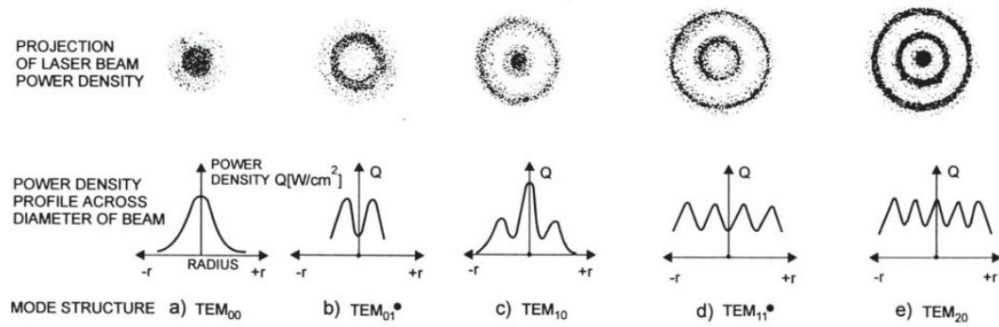 PROJECTION
OF LASER BEAM
POWER DENSITY
POWER DENSITY
PROFILE ACROSS
DIAMETER OF BEAM
POWER
DENSITY Q[W/cm²]
-r RADIUS +r
Q
-r +r
Q
-r +r
Q
-r +r
Q
-r +r
MODE STRUCTURE a) TEM₀₀ b) TEM₀₁● c) TEM₁₀ d) TEM₁₁● e) TEM₂₀